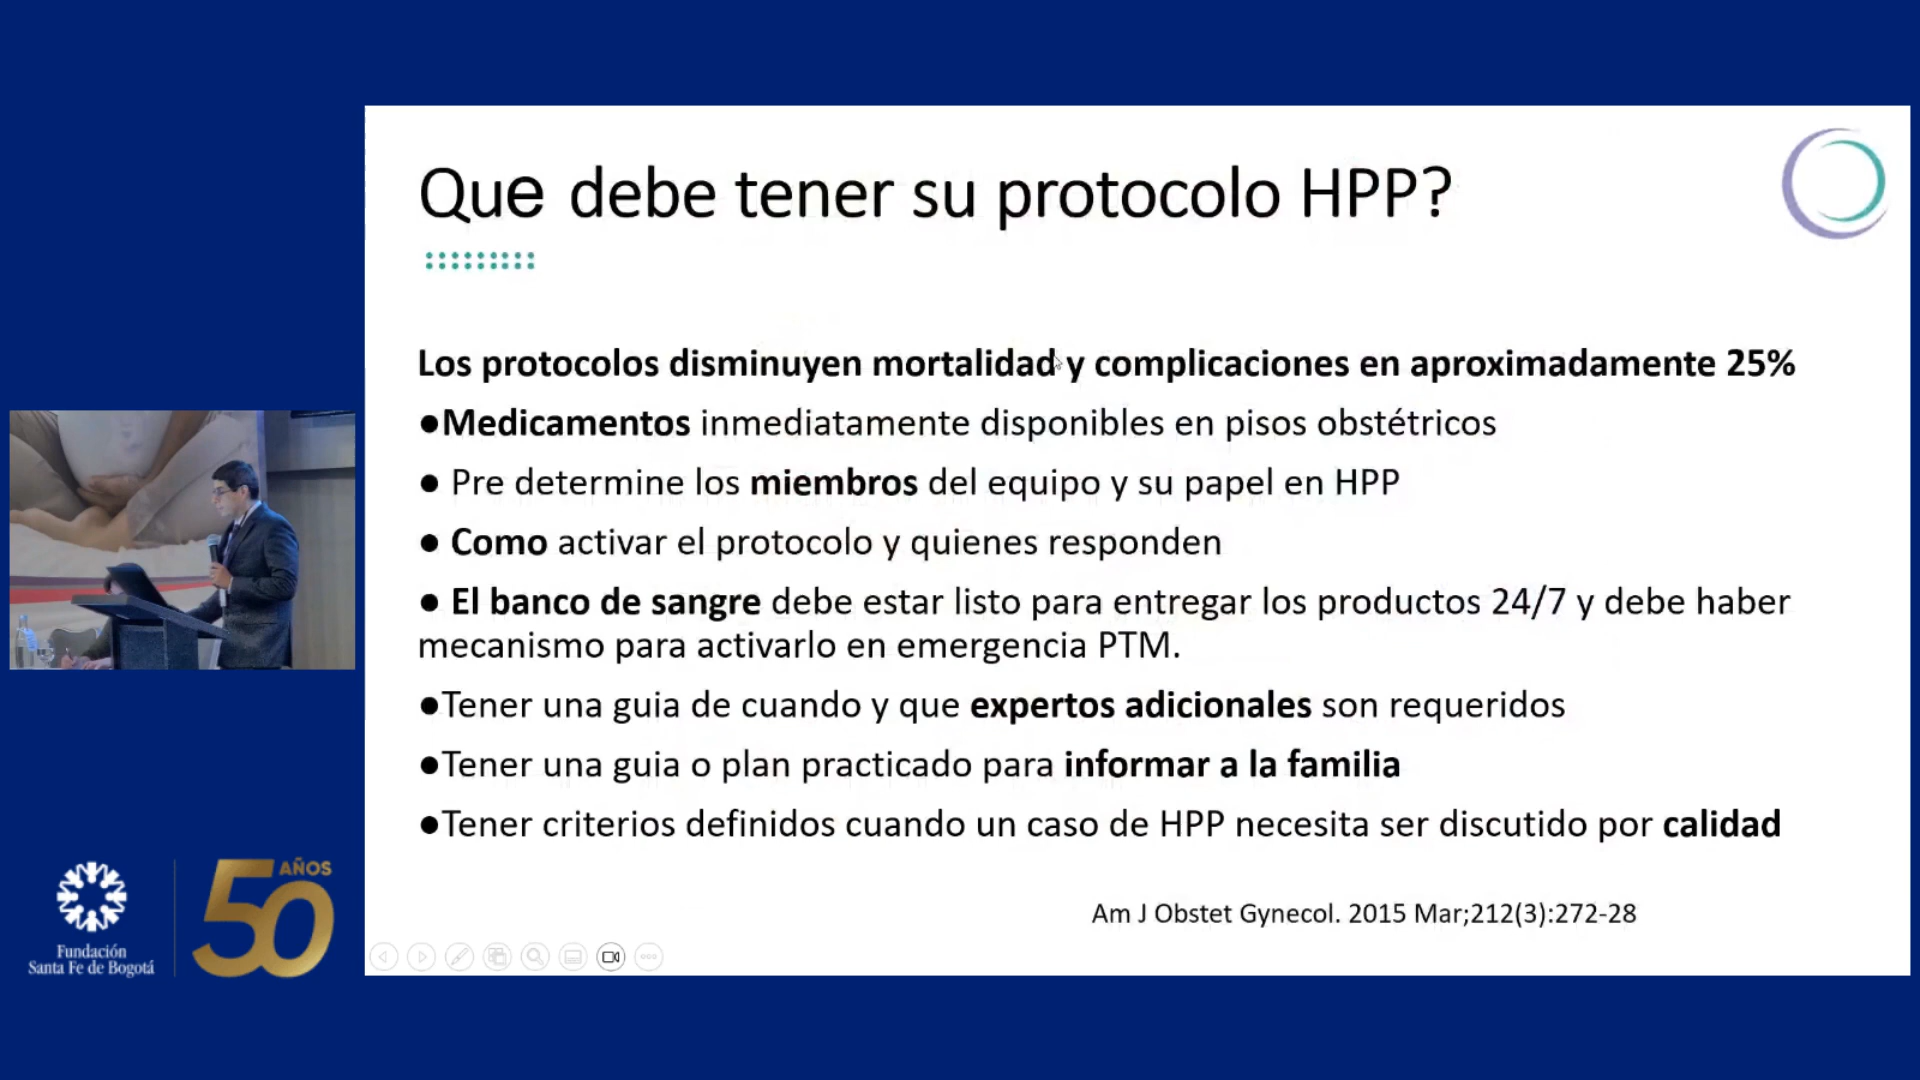 Que debe tener su protocolo HPP?
Los protocolos disminuyen mortalidad y complicaciones en aproximadamente 25%
●Medicamentos inmediatamente disponibles en pisos obstétricos
● Pre determine los miembros del equipo y su papel en HPP
● Como activar el protocolo y quienes responden
● El banco de sangre debe estar listo para entregar los productos 24/7 y debe haber
mecanismo para activarlo en emergencia PTM.
●Tener una guia de cuando y que expertos adicionales son requeridos
●Tener una guia o plan practicado para informar a la familia
●Tener criterios definidos cuando un caso de HPP necesita ser discutido por calidad
Am J Obstet Gynecol. 2015 Mar;212(3):272-28
Fundación
Santa Fe de Bogotá
50
AÑOS